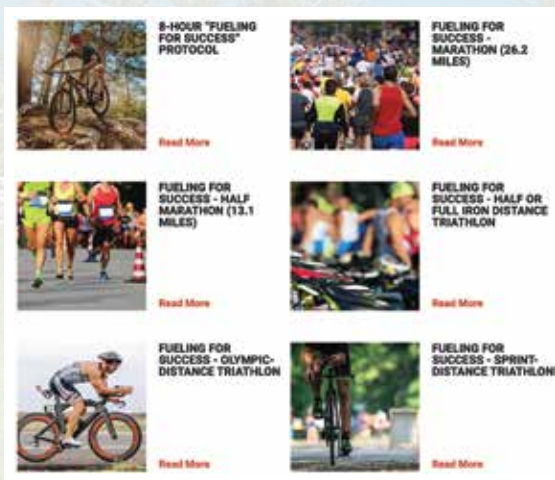 8-HOUR "FUELING
FOR SUCCESS"
PROTOCOL
Read More
FUELING FOR
SUCCESS -
MARATHON (26.2
MILES)
Read More
FUELING FOR
SUCCESS - HALF
MARATHON (13.1
MILES)
Read More
FUELING FOR
SUCCESS - HALF OR
FULL IRON DISTANCE
TRIATHLON
Read More
FUELING FOR
SUCCESS - OLYMPIC-
DISTANCE TRIATHLON
Read More
FUELING FOR
SUCCESS - SPRINT-
DISTANCE TRIATHLON
Read More